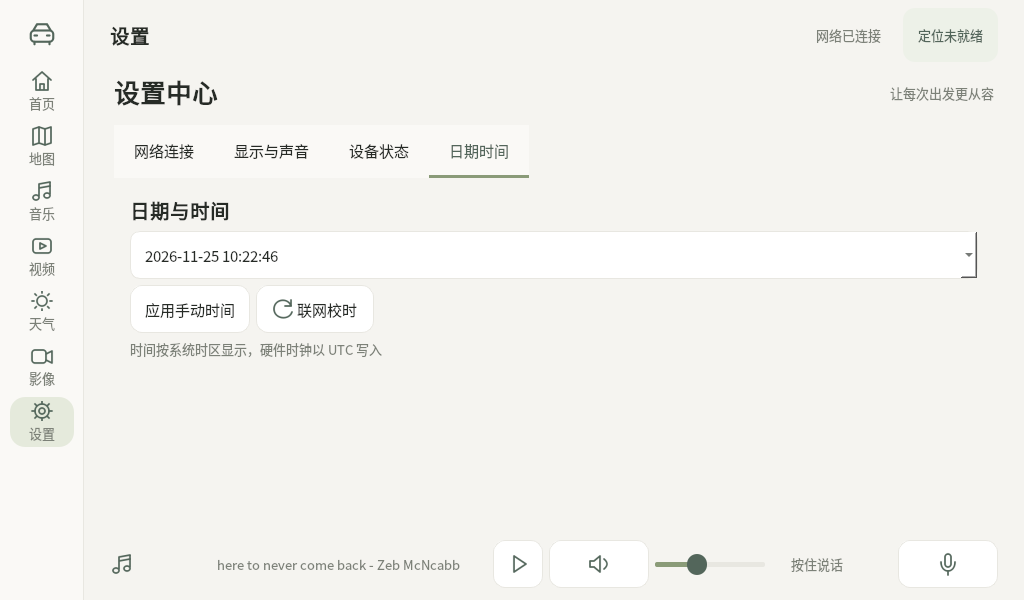 设置
网络已连接
定位未就绪
首页
地图
音乐
视频
天气
影像
设置
设置中心
让每次出发更从容
网络连接
显示与声音
设备状态
日期时间
日期与时间
2026-11-25 10:22:46
应用手动时间
联网校时
时间按系统时区显示，硬件时钟以 UTC 写入
here to never come back - Zeb McNcabb
按住说话